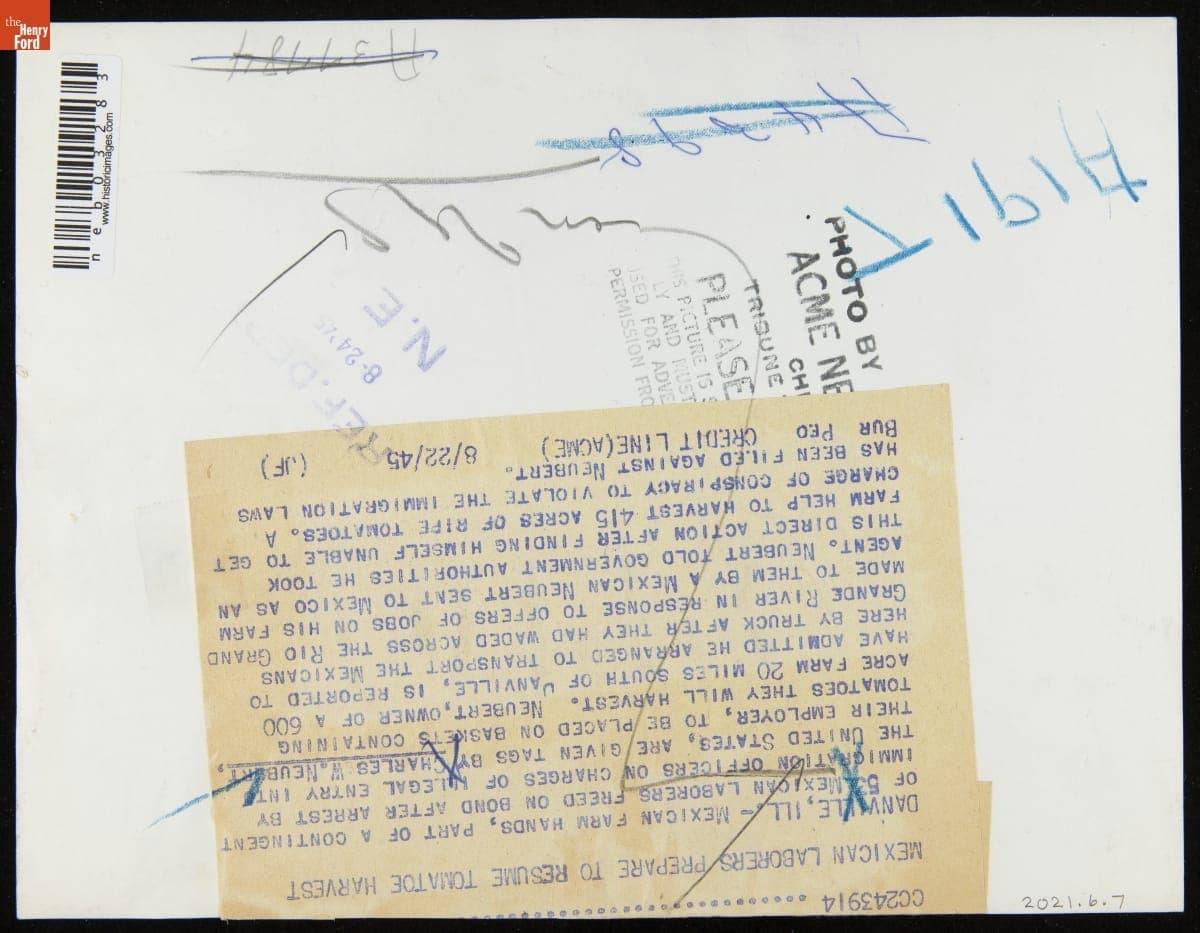 the
Henry
Ford
neb03283
www.historicimages.com
A191
PHOTO BY
ACME NE
CHI
TRIBUNE
PLEASE
THIS PICTURE IS S
LY AND MUST
USED FOR ADVE
PERMISSION FRO
REF. DE
8-24'45
N.E
CC243914
MEXICAN LABORERS PREPARE TO RESUME TOMATOE HARVEST
DANVILLE, ILL.- MEXICAN FARM HANDS, PART OF A CONTINGENT
OF 53 MEXICAN LABORERS FREED ON BOND AFTER ARREST BY
IMMIGRATION OFFICERS ON CHARGES OF ILLEGAL ENTRY INT
THE UNITED STATES, ARE GIVEN TAGS BY CHARLES W. NEUBERT,
THEIR EMPLOYER, TO BE PLACED ON BASKETS CONTAINING
TOMATOES THEY WILL HARVEST. NEUBERT,OWNER OF A 600
ACRE FARM 20 MILES SOUTH OF DANVILLE, IS REPORTED TO
HAVE ADMITTED HE ARRANGED TO TRANSPORT THE MEXICANS
HERE BY TRUCK AFTER THEY HAD WADED ACROSS THE RIO GRAND
GRANDE RIVER IN RESPONSE TO OFFERS OF JOBS ON HIS FARM
MADE TO THEM BY A MEXICAN NEUBERT SENT TO MEXICO AS AN
AGENT. NEUBERT TOLD GOVERNMENT AUTHORITIES HE TOOK
THIS DIRECT ACTION AFTER FINDING HIMSELF UNABLE TO GET
FARM HELP TO HARVEST 415 ACRES OF RIPE TOMATOES. A
CHARGE OF CONSPIRACY TO VIOLATE THE IMMIGRATION LAWS
HAS BEEN FILED AGAINST NEUBERT.
BUR PEO CREDIT LINE(ACME) 8/22/45 (JF)
2021.6.7